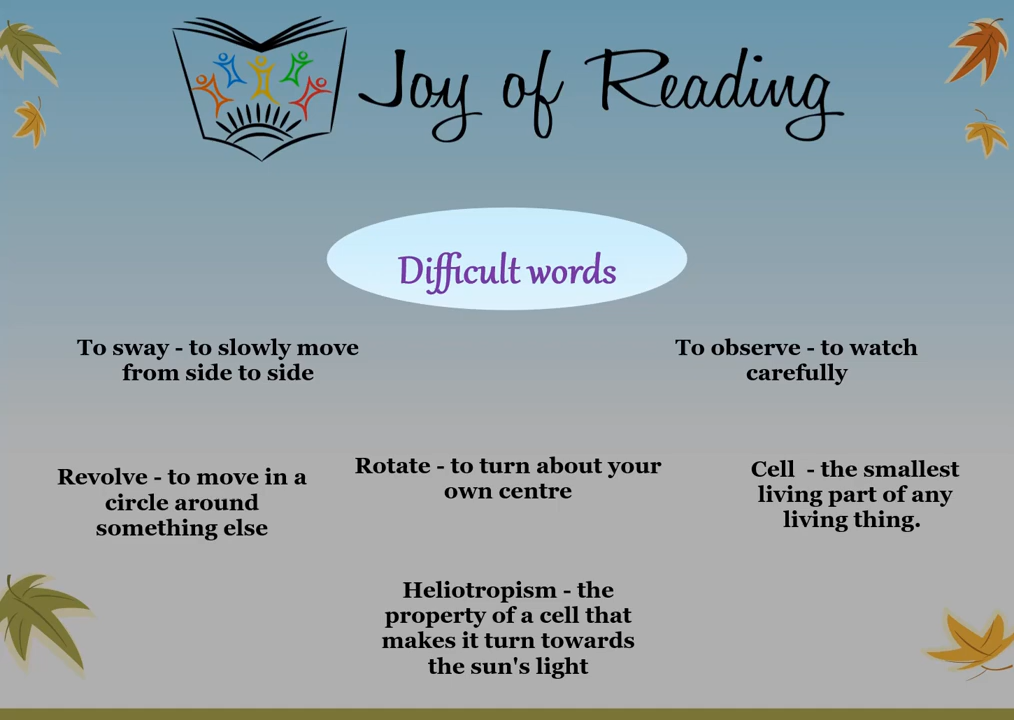 Joy of Reading
Difficult words
To sway - to slowly move
from side to side
To observe - to watch
carefully
Revolve - to move in a
circle around
something else
Rotate - to turn about your
own centre
Cell  - the smallest
living part of any
living thing.
Heliotropism - the
property of a cell that
makes it turn towards
the sun's light